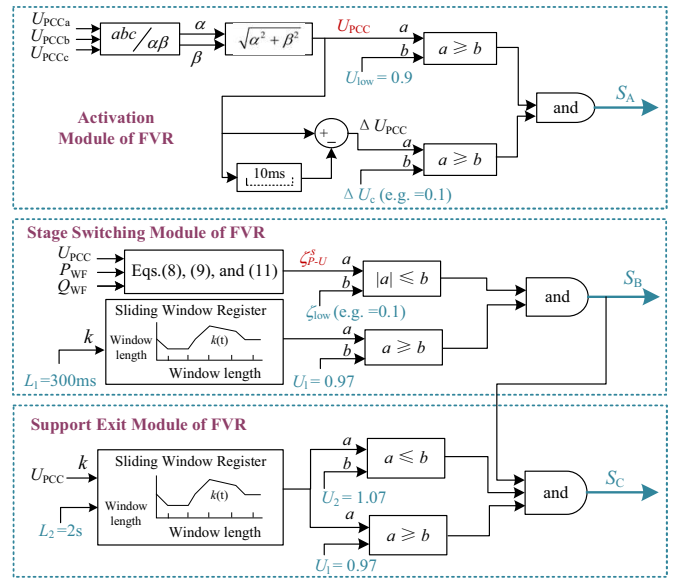 U_PCCa
U_PCCb
U_PCCc
abc/αβ
α
β
√α² + β²
U_PCC
a
b
a ≥ b
U_low = 0.9
Activation
Module of FVR
+
−
Δ U_PCC
10ms
a
b
a ≥ b
Δ U_c (e.g. =0.1)
and
S_A
Stage Switching Module of FVR
U_PCC
P_WF
Q_WF
Eqs.(8), (9), and (11)
ζ^s_P-U
a
b
|a| ≤ b
ζ_low (e.g. =0.1)
and
S_B
Sliding Window Register
k
Window
length
k(t)
Window length
L_1=300ms
a
b
a ≥ b
U_1= 0.97
Support Exit Module of FVR
Sliding Window Register
U_PCC
k
Window
length
k(t)
Window length
L_2=2s
a
b
a ≤ b
U_2 = 1.07
a
a ≥ b
U_1= 0.97
and
S_C